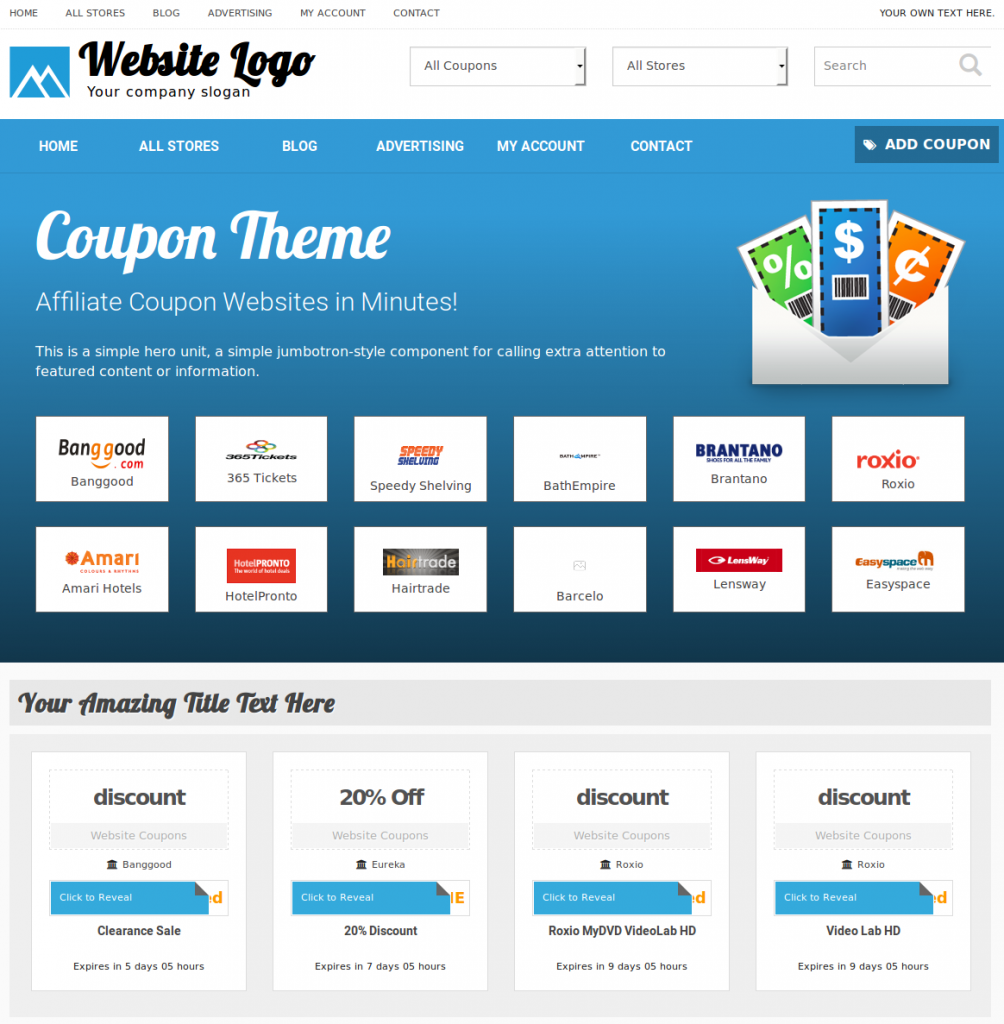 HOME ALL STORES BLOG ADVERTISING MY ACCOUNT CONTACT YOUR OWN TEXT HERE.
Website Logo
Your company slogan
All Coupons All Stores Search
HOME ALL STORES BLOG ADVERTISING MY ACCOUNT CONTACT ADD COUPON
Coupon Theme
Affiliate Coupon Websites in Minutes!
This is a simple hero unit, a simple jumbotron-style component for calling extra attention to
featured content or information.
% $ ¢
Banggood
.com
Banggood
365Tickets
365 Tickets
SPEEDY
SHELVING
Speedy Shelving
BATHEMPIRE
BathEmpire
BRANTANO
SHOES FOR ALL THE FAMILY
Brantano
roxio
Roxio
Amari
COLOURS & RHYTHMS
Amari Hotels
HotelPRONTO
The world of hotel deals
HotelPronto
Hairtrade
Hairtrade
Barcelo
LensWay
Lensway
Easyspace
Easyspace
Your Amazing Title Text Here
discount
Website Coupons
Banggood
Click to Reveal ed
Clearance Sale
Expires in 5 days 05 hours
20% Off
Website Coupons
Eureka
Click to Reveal IE
20% Discount
Expires in 7 days 05 hours
discount
Website Coupons
Roxio
Click to Reveal ed
Roxio MyDVD VideoLab HD
Expires in 9 days 05 hours
discount
Website Coupons
Roxio
Click to Reveal d
Video Lab HD
Expires in 9 days 05 hours